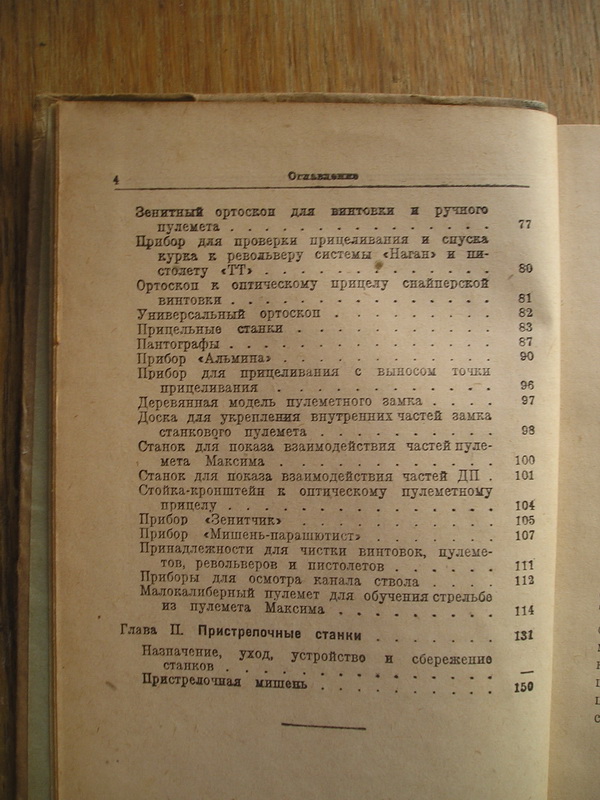 4 Оглавление
Зенитный ортоскоп для винтовки и ручного
пулемета . . . . . . . . . . . . . . . . 77
Прибор для проверки прицеливания и спуска
курка к револьверу системы «Наган» и пи-
столету «ТТ» . . . . . . . . . . . . . 80
Ортоскоп к оптическому прицелу снайперской
винтовки . . . . . . . . . . . . . . . . 81
Универсальный ортоскоп . . . . . . . . . 82
Прицельные станки . . . . . . . . . . . 83
Пантографы . . . . . . . . . . . . . . . 87
Прибор «Альмина» . . . . . . . . . . . . 90
Прибор для прицеливания с выносом точки
прицеливания . . . . . . . . . . . . . 96
Деревянная модель пулеметного замка . . . . 97
Доска для укрепления внутренних частей замка
станкового пулемета . . . . . . . . . . 98
Станок для показа взаимодействия частей пуле-
мета Максима . . . . . . . . . . . . 100
Станок для показа взаимодействия частей ДП . 101
Стойка-кронштейн к оптическому пулеметному
прицелу . . . . . . . . . . . . . . . . 104
Прибор «Зенитчик» . . . . . . . . . . . 105
Прибор «Мишень-парашютист» . . . . . . . 107
Принадлежности для чистки винтовок, пулеме-
тов, револьверов и пистолетов . . . . . . 111
Приборы для осмотра канала ствола . . . . 112
Малокалиберный пулемет для обучения стрельбе
из пулемета Максима . . . . . . . . . 114
Глава II. Пристрелочные станки . . . . . . . 131
Назначение, уход, устройство и сбережение
станков . . . . . . . . . . . . . . . . —
Пристрелочная мишень . . . . . . . . . . 150